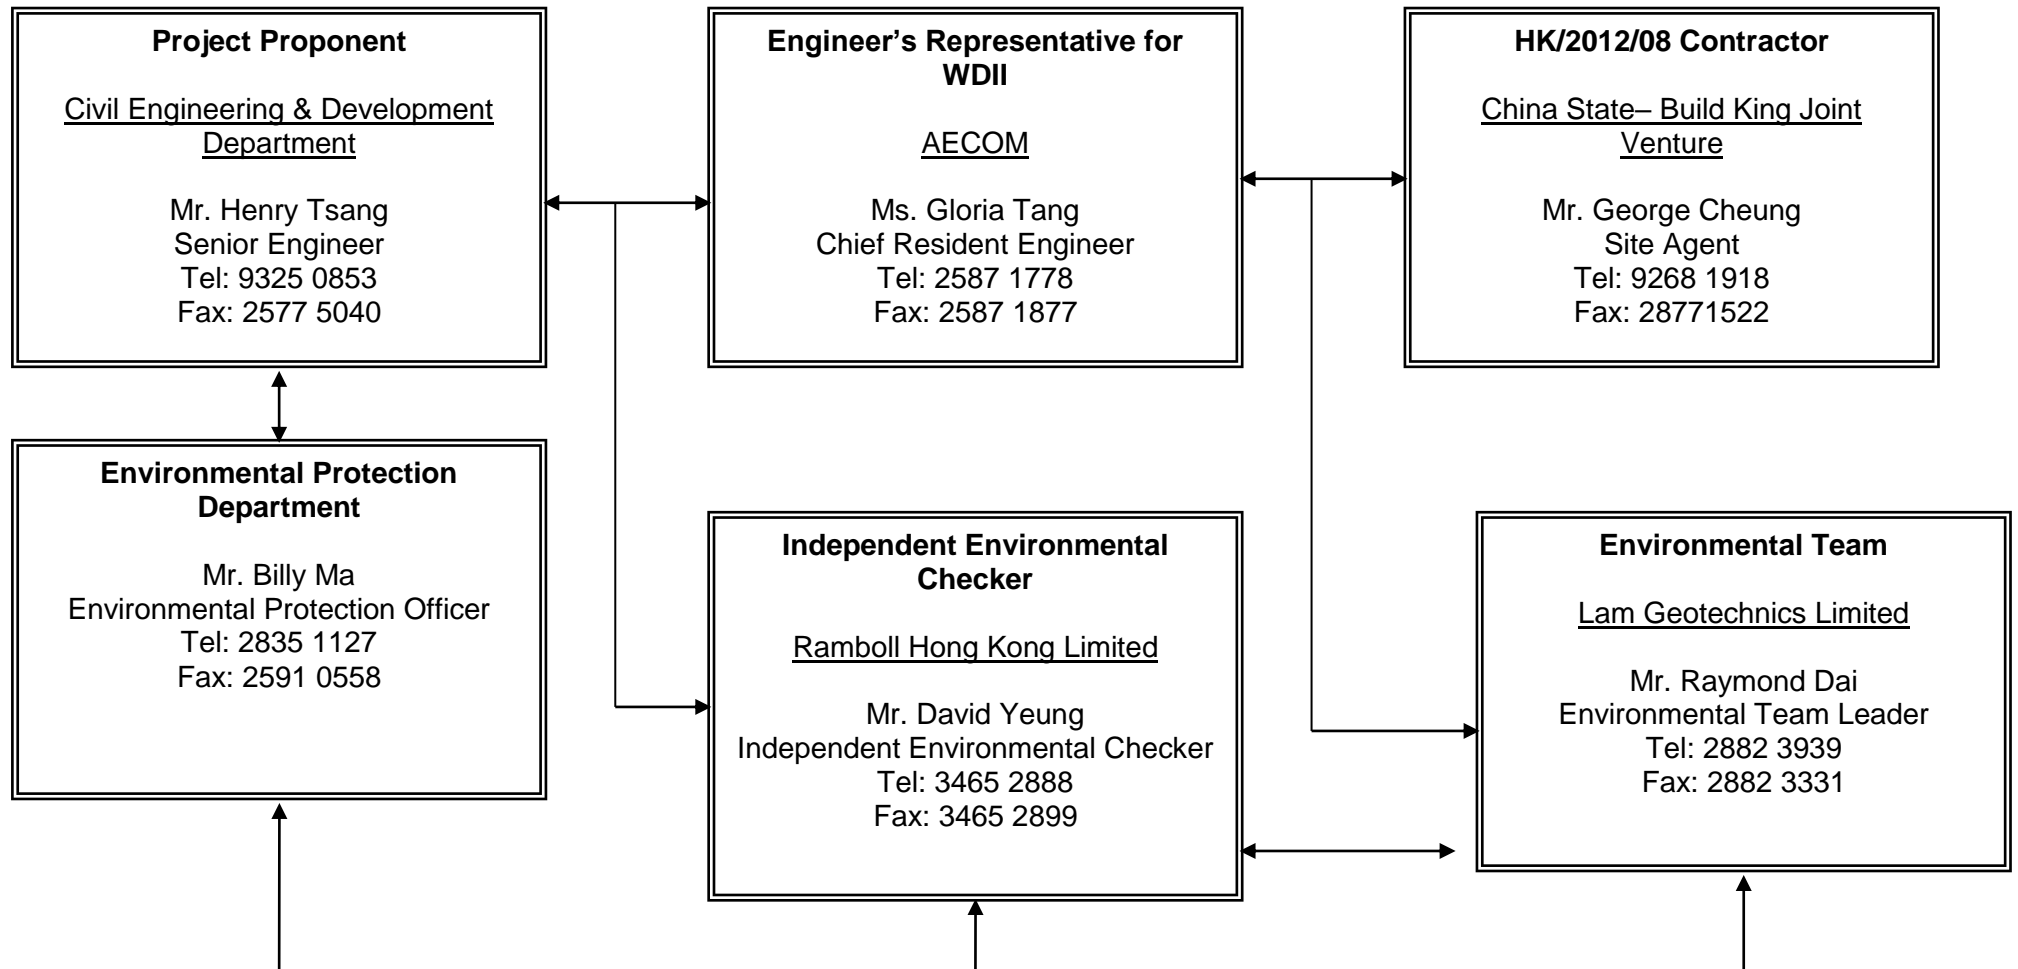 Project Proponent
Civil Engineering & Development
Department
Mr. Henry Tsang
Senior Engineer
Tel: 9325 0853
Fax: 2577 5040
Engineer’s Representative for
WDII
AECOM
Ms. Gloria Tang
Chief Resident Engineer
Tel: 2587 1778
Fax: 2587 1877
HK/2012/08 Contractor
China State– Build King Joint
Venture
Mr. George Cheung
Site Agent
Tel: 9268 1918
Fax: 28771522
Environmental Protection
Department
Mr. Billy Ma
Environmental Protection Officer
Tel: 2835 1127
Fax: 2591 0558
Independent Environmental
Checker
Ramboll Hong Kong Limited
Mr. David Yeung
Independent Environmental Checker
Tel: 3465 2888
Fax: 3465 2899
Environmental Team
Lam Geotechnics Limited
Mr. Raymond Dai
Environmental Team Leader
Tel: 2882 3939
Fax: 2882 3331